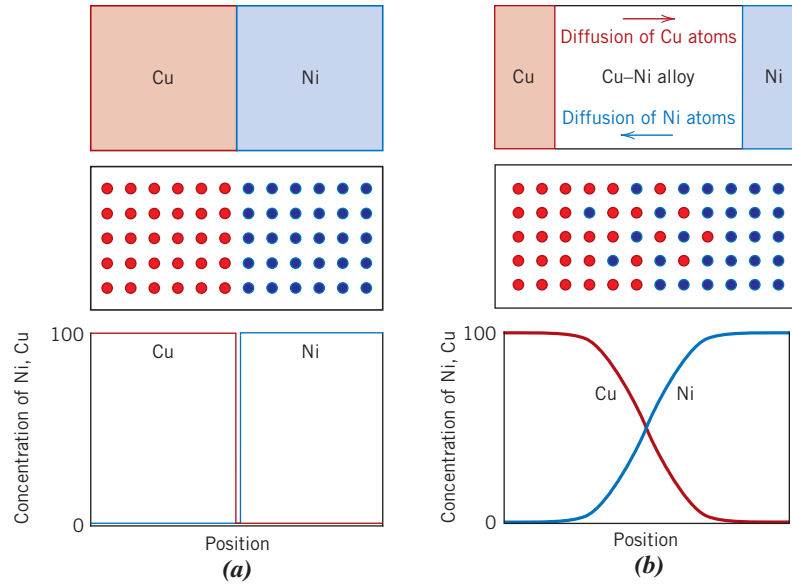 Cu
Ni
Concentration of Ni, Cu
100
0
Cu
Ni
Position
(a)
Diffusion of Cu atoms
Cu
Cu–Ni alloy
Ni
Diffusion of Ni atoms
Concentration of Ni, Cu
100
0
Cu
Ni
Position
(b)